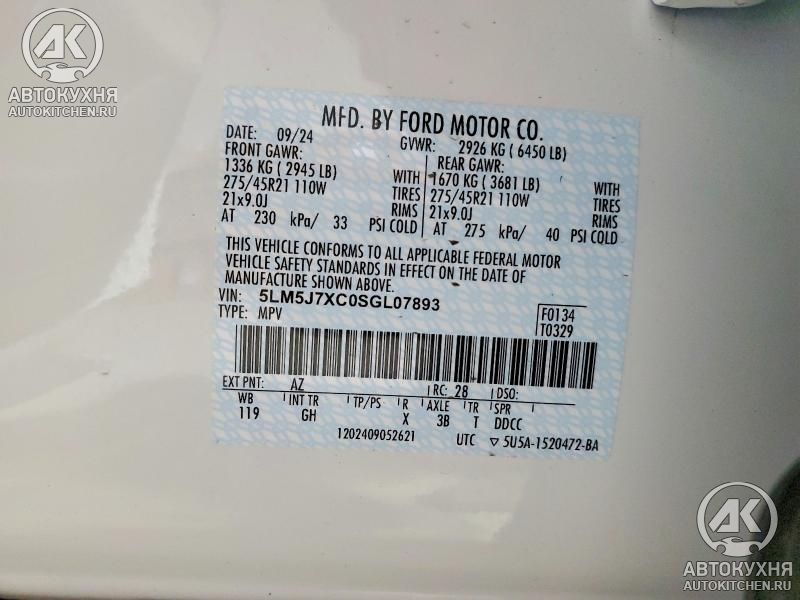 АК
АВТОКУХНЯ
AUTOKITCHEN.RU
MFD. BY FORD MOTOR CO.
DATE: 09/24 GVWR: 2926 KG ( 6450 LB)
FRONT GAWR: REAR GAWR:
1336 KG ( 2945 LB) WITH 1670 KG ( 3681 LB) WITH
275/45R21 110W TIRES 275/45R21 110W TIRES
21x9.0J RIMS 21x9.0J RIMS
AT 230 kPa/ 33 PSI COLD AT 275 kPa/ 40 PSI COLD
THIS VEHICLE CONFORMS TO ALL APPLICABLE FEDERAL MOTOR
VEHICLE SAFETY STANDARDS IN EFFECT ON THE DATE OF
MANUFACTURE SHOWN ABOVE.
VIN: 5LM5J7XC0SGL07893 F0134
TYPE: MPV T0329
EXT PNT: AZ RC: 28 DSO:
WB INT TR TP/PS R AXLE TR SPR
119 GH X 3B T DDCC
1202409052621 UTC ▽ 5U5A-1520472-BA
АК
АВТОКУХНЯ
AUTOKITCHEN.RU